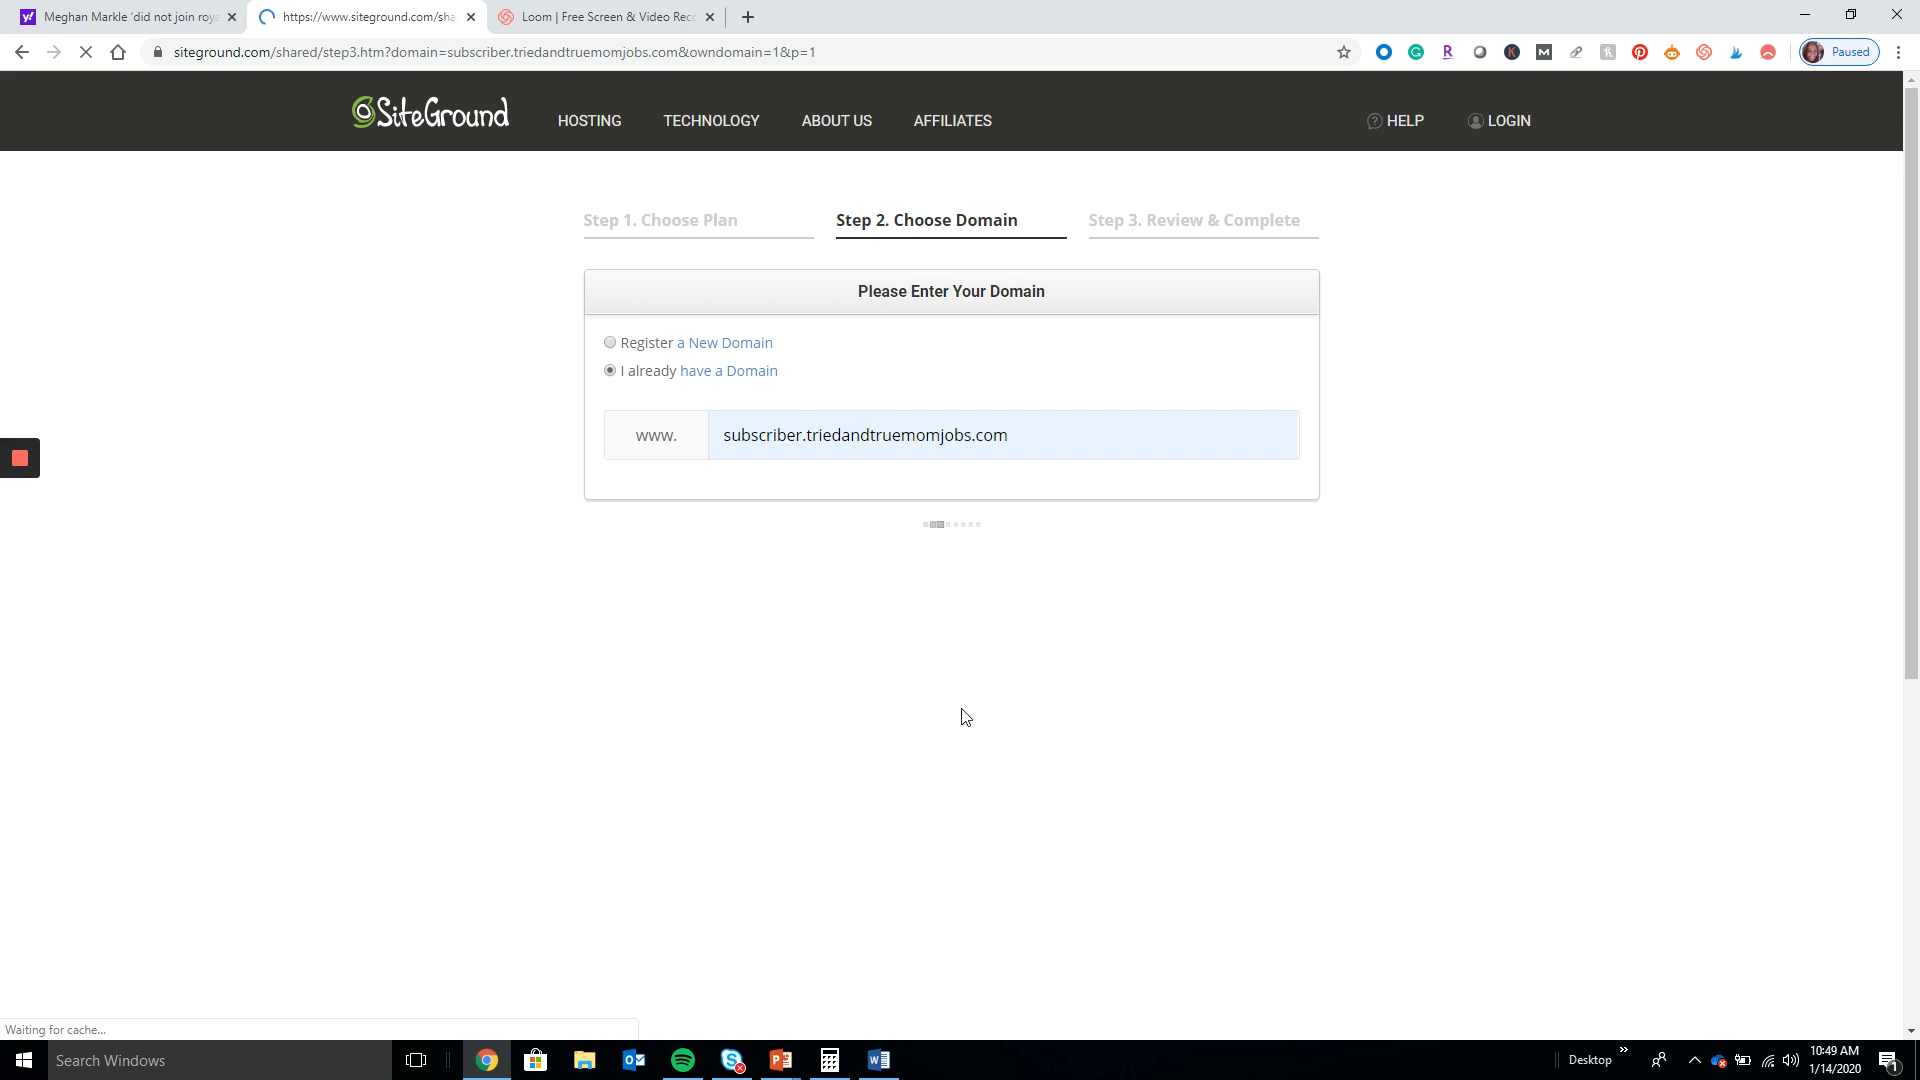 Meghan Markle 'did not join roya
https://www.siteground.com/sha
Loom | Free Screen & Video Rec
siteground.com/shared/step3.htm?domain=subscriber.triedandtruemomjobs.com&owndomain=1&p=1
Paused
SiteGround
HOSTING
TECHNOLOGY
ABOUT US
AFFILIATES
HELP
LOGIN
Step 1. Choose Plan
Step 2. Choose Domain
Step 3. Review & Complete
Please Enter Your Domain
Register a New Domain
I already have a Domain
www.
subscriber.triedandtruemomjobs.com
Waiting for cache...
Search Windows
Desktop
10:49 AM
1/14/2020
1